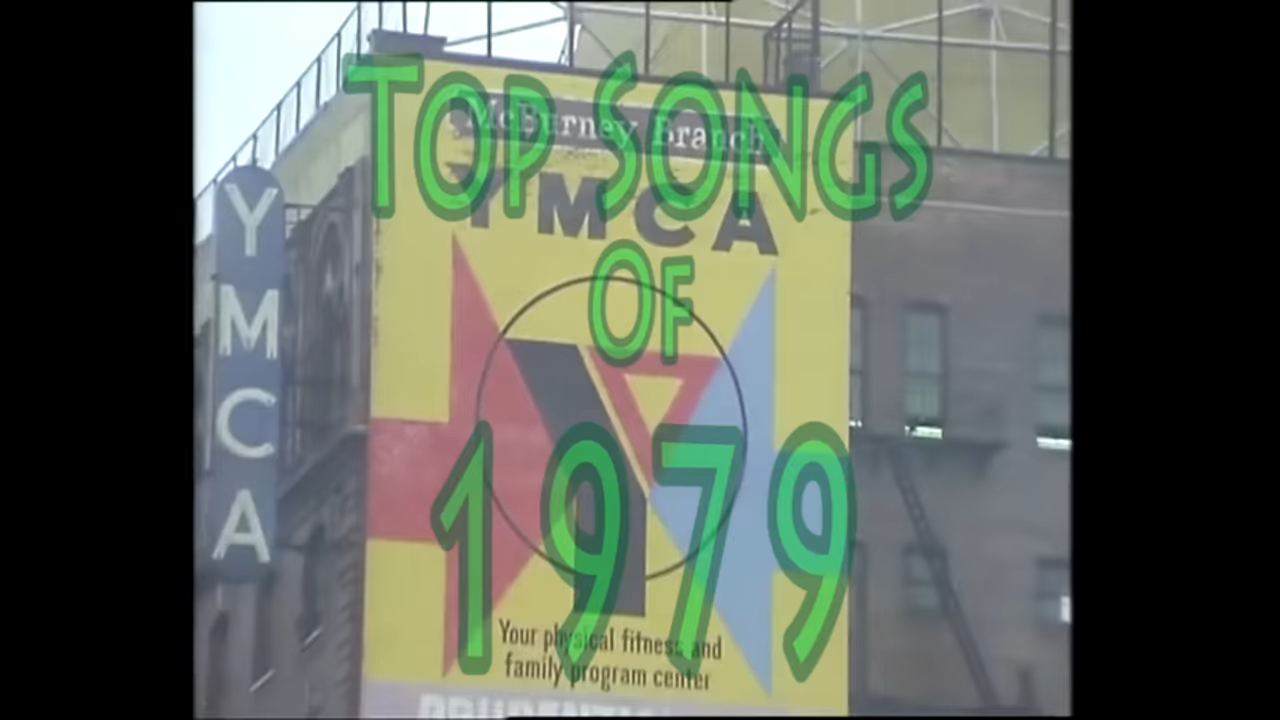 Top Songs
of
1979
McBurney Branch
YMCA
YMCA
Your physical fitness and
family program center